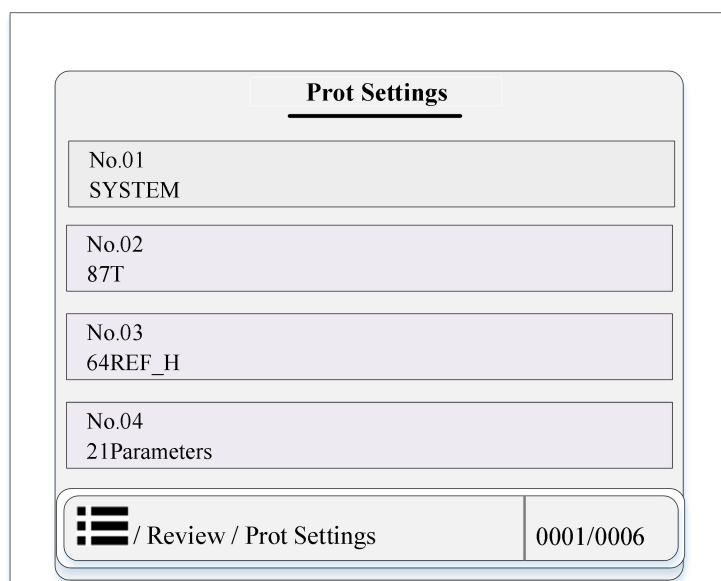 Prot Settings
No.01
SYSTEM
No.02
87T
No.03
64REF_H
No.04
21Parameters
/ Review / Prot Settings
0001/0006